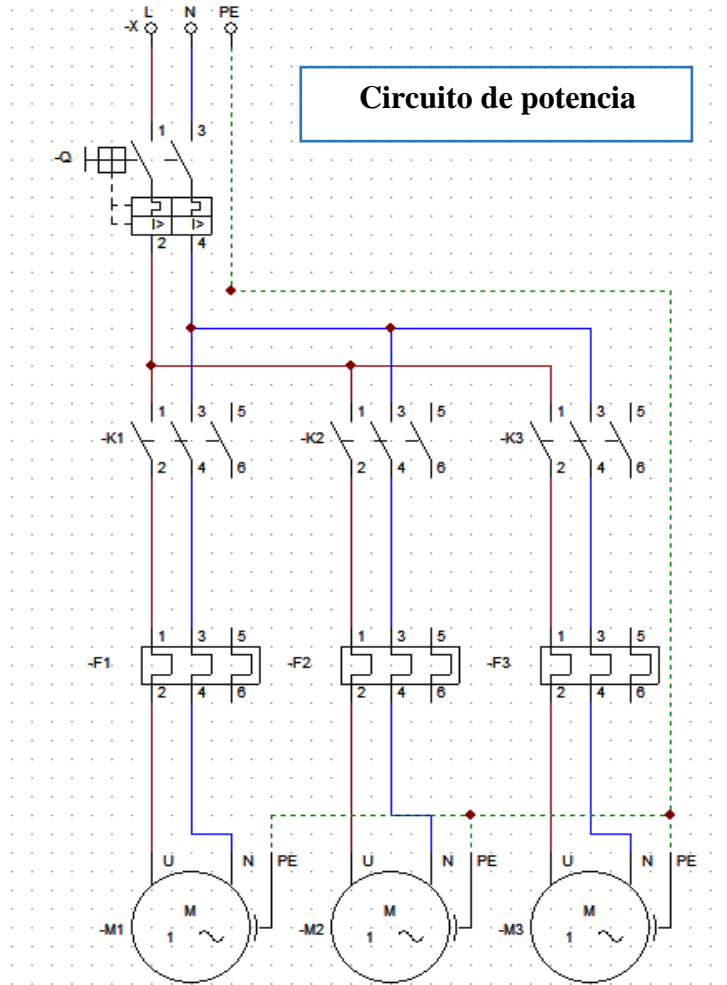 L N PE
-X
Circuito de potencia
1 3
-Q
I> I>
2 4
1 3 5 1 3 5 1 3 5
-K1 -K2 -K3
2 4 6 2 4 6 2 4 6
1 3 5 1 3 5 1 3 5
-F1 -F2 -F3
2 4 6 2 4 6 2 4 6
U N PE U N PE U N PE
M M M
-M1 -M2 -M3
1 1 1